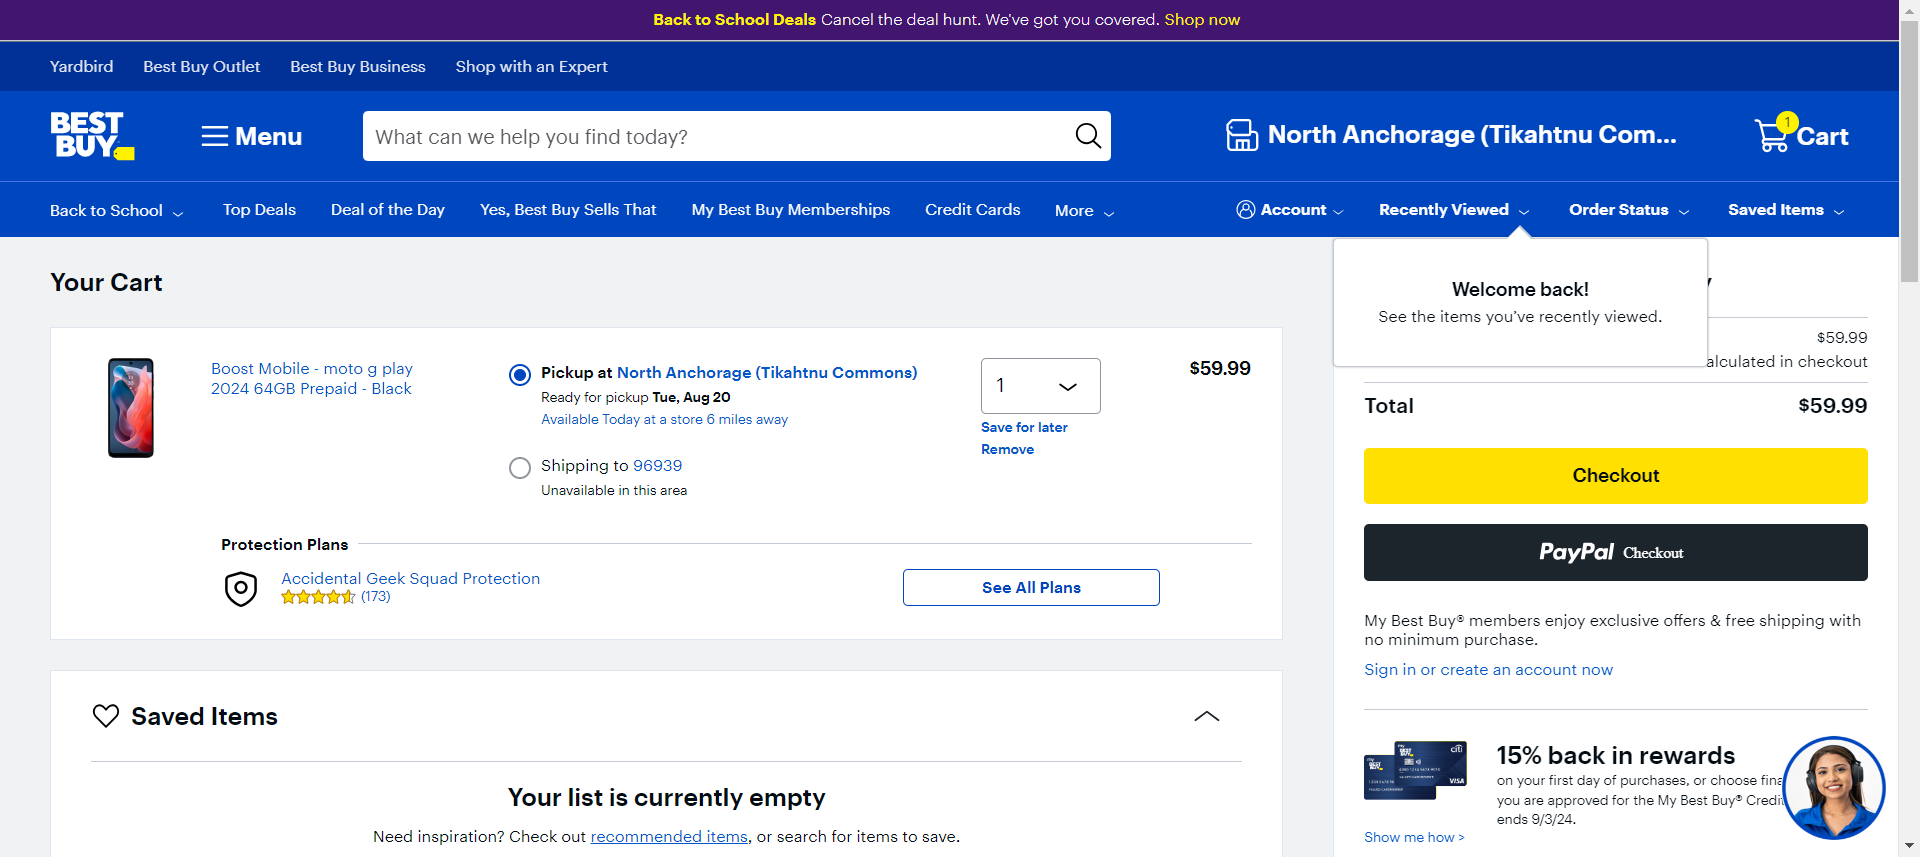 Back to School Deals Cancel the deal hunt. We've got you covered. Shop now
Yardbird Best Buy Outlet Best Buy Business Shop with an Expert
BEST BUY
Menu
What can we help you find today?
North Anchorage (Tikahtnu Com...
1
Cart
Back to School Top Deals Deal of the Day Yes, Best Buy Sells That My Best Buy Memberships Credit Cards More
Account Recently Viewed Order Status Saved Items
Welcome back!
See the items you've recently viewed.
Your Cart
Boost Mobile - moto g play
2024 64GB Prepaid - Black
Pickup at North Anchorage (Tikahtnu Commons)
Ready for pickup Tue, Aug 20
Available Today at a store 6 miles away
Shipping to 96939
Unavailable in this area
1
Save for later
Remove
$59.99
Protection Plans
Accidental Geek Squad Protection
(173)
See All Plans
Saved Items
Your list is currently empty
Need inspiration? Check out recommended items, or search for items to save.
$59.99
alculated in checkout
Total $59.99
Checkout
PayPal Checkout
My Best Buy® members enjoy exclusive offers & free shipping with
no minimum purchase.
Sign in or create an account now
BEST BUY
citi
VISA
15% back in rewards
on your first day of purchases, or choose fina
you are approved for the My Best Buy® Credi
ends 9/3/24.
Show me how >